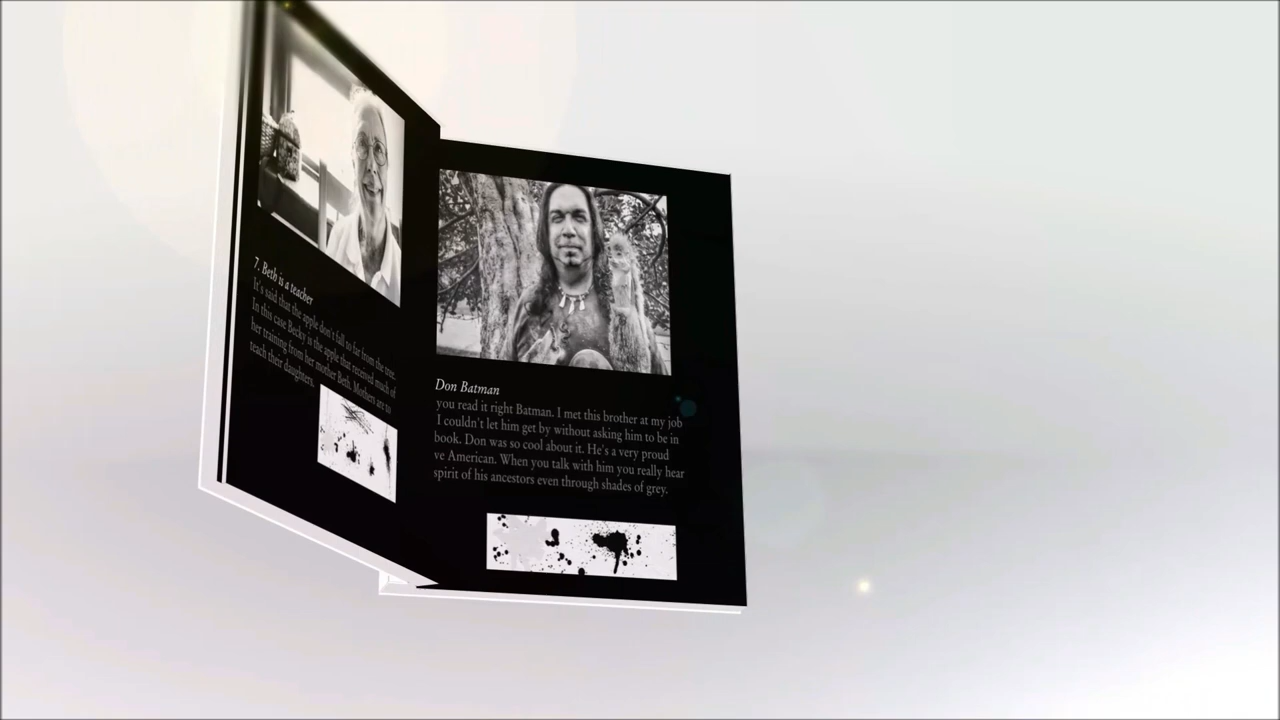 7. Beth is a teacher
It's said that the apple don't fall to far from the tree.
In this case Becky is the apple that received much of
her training from her mother Beth. Mothers are to
teach their daughters.
Don Batman
you read it right Batman. I met this brother at my job
I couldn't let him get by without asking him to be in
book. Don was so cool about it. He's a very proud
ve American. When you talk with him you really hear
spirit of his ancestors even through shades of grey.